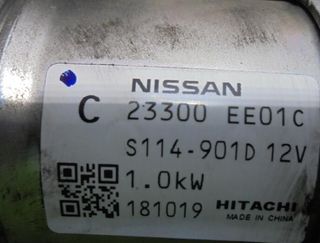 NISSAN
C 23300 EE01C
S114-901D 12V
1.0kW
181019 HITACHI
MADE IN CHINA